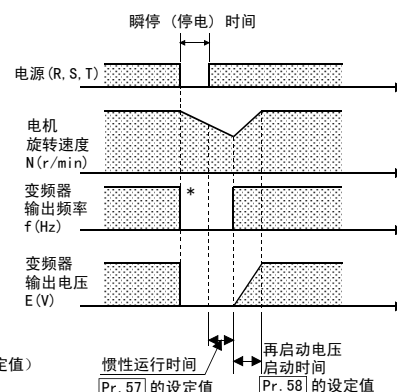 瞬停（停电）时间
电源(R,S,T)
电机
旋转速度
N(r/min)
变频器
输出频率
f(Hz)
*
变频器
输出电压
E(V)
定值）
惯性运行时间
Pr.57 的设定值
再启动电压
启动时间
Pr.58 的设定值